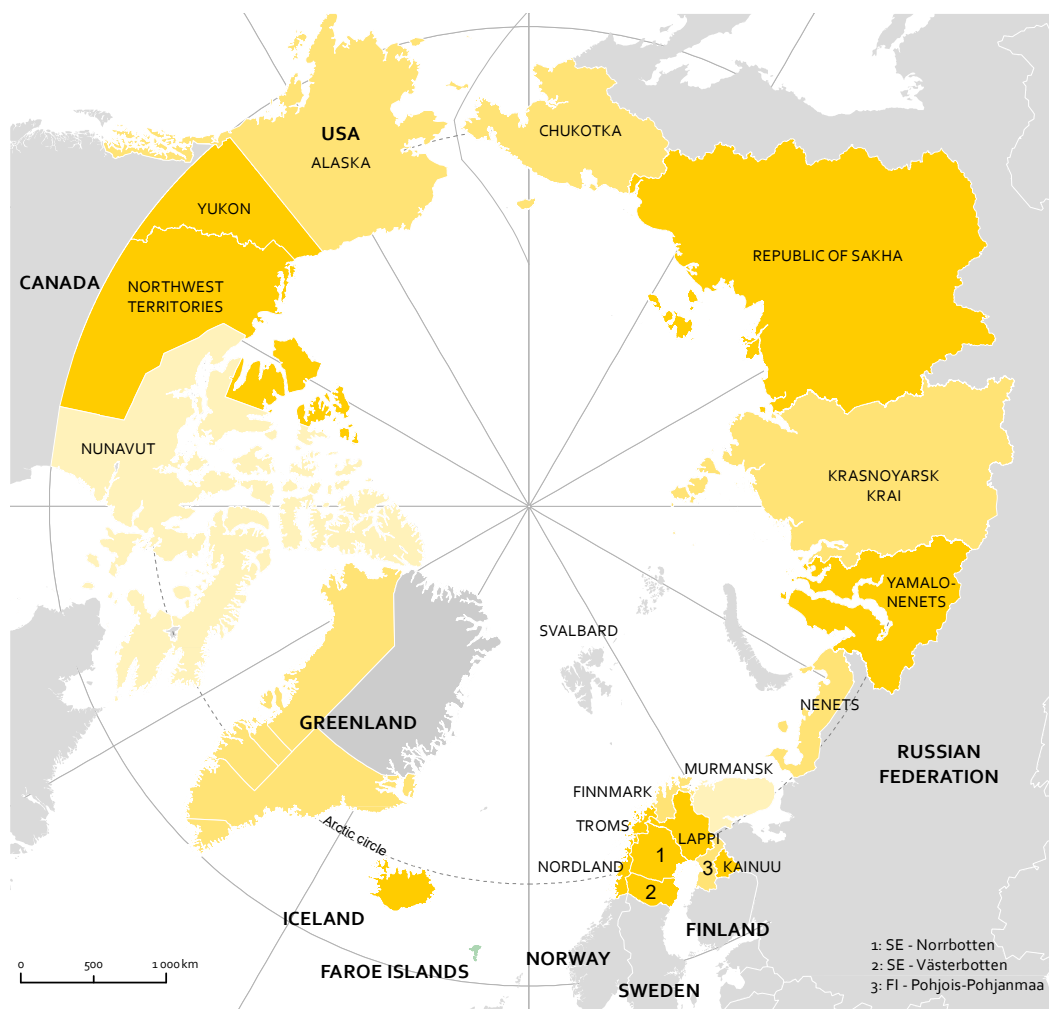 USA
ALASKA
CHUKOTKA
YUKON
REPUBLIC OF SAKHA
CANADA
NORTHWEST
TERRITORIES
NUNAVUT
KRASNOYARSK
KRAI
YAMALO-
NENETS
SVALBARD
NENETS
GREENLAND
RUSSIAN
FEDERATION
MURMANSK
FINNMARK
TROMS
Arctic circle
LAPPI
1
NORDLAND
3
KAINUU
2
ICELAND
FINLAND
NORWAY
FAROE ISLANDS
SWEDEN
0 500 1 000 km
1: SE - Norrbotten
2: SE - Västerbotten
3: FI - Pohjois-Pohjanmaa